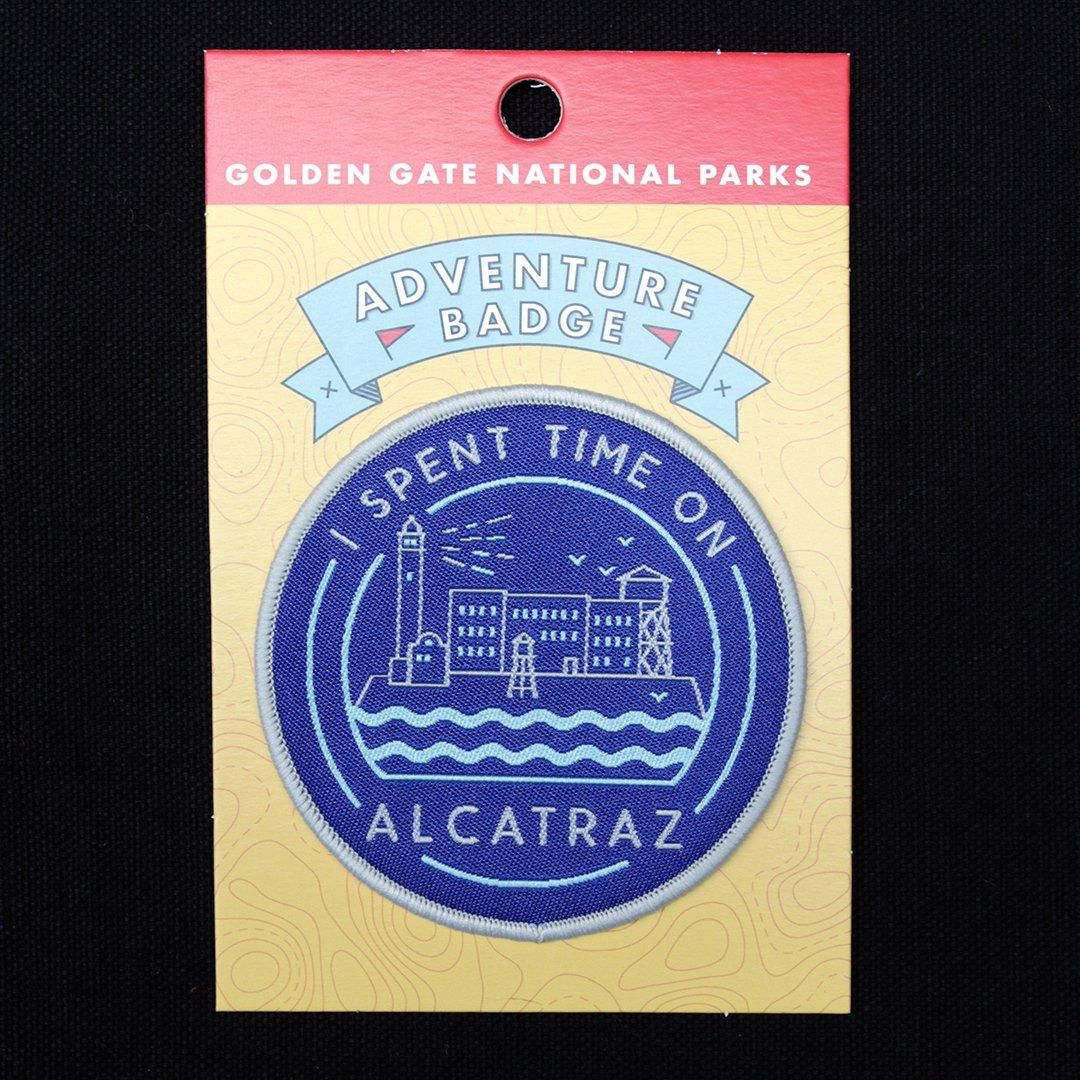 GOLDEN GATE NATIONAL PARKS
ADVENTURE
BADGE
I SPENT TIME ON
ALCATRAZ